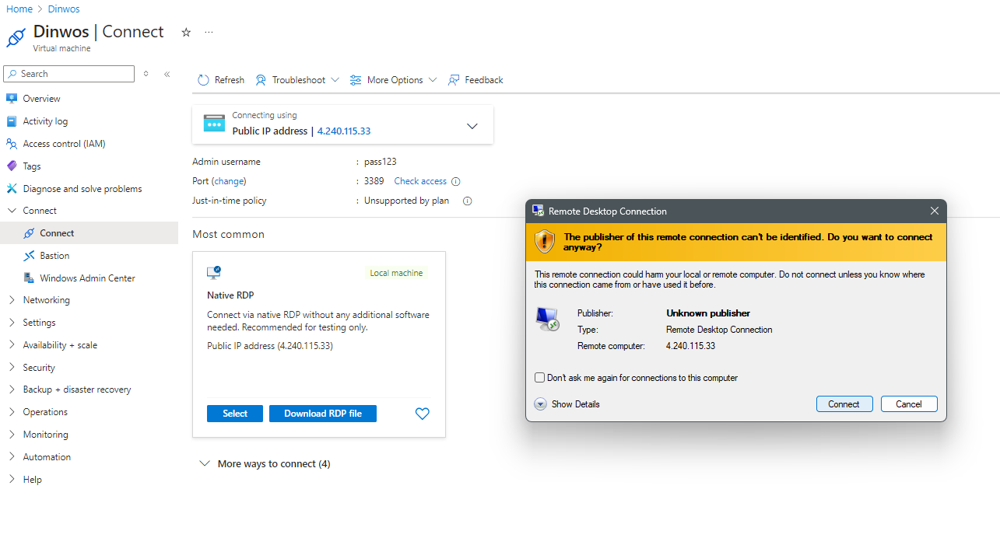 Home > Dinwos
Dinwos | Connect
Virtual machine
Search
Overview
Activity log
Access control (IAM)
Tags
Diagnose and solve problems
Connect
Connect
Bastion
Windows Admin Center
Networking
Settings
Availability + scale
Security
Backup + disaster recovery
Operations
Monitoring
Automation
Help
Refresh Troubleshoot More Options Feedback
Connecting using
Public IP address | 4.240.115.33
Admin username : pass123
Port (change) : 3389 Check access
Just-in-time policy : Unsupported by plan
Most common
Local machine
Native RDP
Connect via native RDP without any additional software
needed. Recommended for testing only.
Public IP address (4.240.115.33)
Select Download RDP file
More ways to connect (4)
Remote Desktop Connection
The publisher of this remote connection can't be identified. Do you want to connect
anyway?
This remote connection could harm your local or remote computer. Do not connect unless you know where
this connection came from or have used it before.
Publisher: Unknown publisher
Type: Remote Desktop Connection
Remote computer: 4.240.115.33
Don't ask me again for connections to this computer
Show Details Connect Cancel